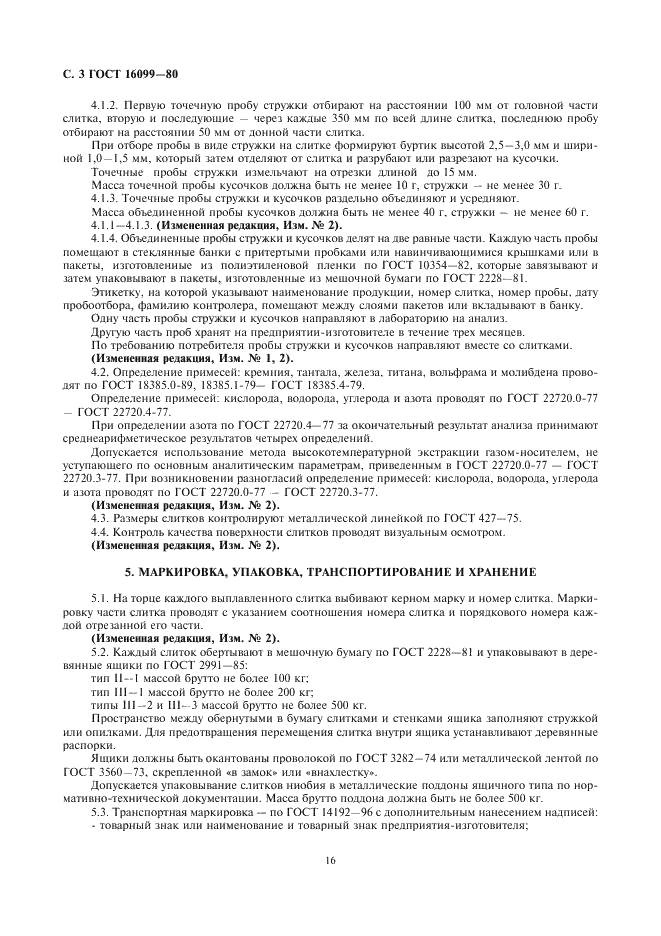 С. 3 ГОСТ 16099—80
4.1.2. Первую точечную пробу стружки отбирают на расстоянии 100 мм от головной части
слитка, вторую и последующие — через каждые 350 мм по всей длине слитка, последнюю пробу
отбирают на расстоянии 50 мм от донной части слитка.
При отборе пробы в виде стружки на слитке формируют буртик высотой 2,5—3,0 мм и шири-
ной 1,0—1,5 мм, который затем отделяют от слитка и разрубают или разрезают на кусочки.
Точечные пробы стружки измельчают на отрезки длиной до 15 мм.
Масса точечной пробы кусочков должна быть не менее 10 г, стружки — не менее 30 г.
4.1.3. Точечные пробы стружки и кусочков раздельно объединяют и усредняют.
Масса объединенной пробы кусочков должна быть не менее 40 г, стружки — не менее 60 г.
4.1.1—4.1.3. (Измененная редакция, Изм. № 2).
4.1.4. Объединенные пробы стружки и кусочков делят на две равные части. Каждую часть пробы
помещают в стеклянные банки с притертыми пробками или навинчивающимися крышками или в
пакеты, изготовленные из полиэтиленовой пленки по ГОСТ 10354—82, которые завязывают и
затем упаковывают в пакеты, изготовленные из мешочной бумаги по ГОСТ 2228—81.
Этикетку, на которой указывают наименование продукции, номер слитка, номер пробы, дату
пробоотбора, фамилию контролера, помещают между слоями пакетов или вкладывают в банку.
Одну часть пробы стружки и кусочков направляют в лабораторию на анализ.
Другую часть проб хранят на предприятии-изготовителе в течение трех месяцев.
По требованию потребителя пробы стружки и кусочков направляют вместе со слитками.
(Измененная редакция, Изм. № 1, 2).
4.2. Определение примесей: кремния, тантала, железа, титана, вольфрама и молибдена прово-
дят по ГОСТ 18385.0-89, 18385.1-79— ГОСТ 18385.4-79.
Определение примесей: кислорода, водорода, углерода и азота проводят по ГОСТ 22720.0-77
— ГОСТ 22720.4-77.
При определении азота по ГОСТ 22720.4—77 за окончательный результат анализа принимают
среднеарифметическое результатов четырех определений.
Допускается использование метода высокотемпературной экстракции газом-носителем, не
уступающего по основным аналитическим параметрам, приведенным в ГОСТ 22720.0-77 — ГОСТ
22720.3-77. При возникновении разногласий определение примесей: кислорода, водорода, углерода
и азота проводят по ГОСТ 22720.0-77 — ГОСТ 22720.3-77.
(Измененная редакция, Изм. № 2).
4.3. Размеры слитков контролируют металлической линейкой по ГОСТ 427—75.
4.4. Контроль качества поверхности слитков проводят визуальным осмотром.
(Измененная редакция, Изм. № 2).
5. МАРКИРОВКА, УПАКОВКА, ТРАНСПОРТИРОВАНИЕ И ХРАНЕНИЕ
5.1. На торце каждого выплавленного слитка выбивают керном марку и номер слитка. Марки-
ровку части слитка проводят с указанием соотношения номера слитка и порядкового номера каж-
дой отрезанной его части.
(Измененная редакция, Изм. № 2).
5.2. Каждый слиток обертывают в мешочную бумагу по ГОСТ 2228—81 и упаковывают в дере-
вянные ящики по ГОСТ 2991—85:
тип II—1 массой брутто не более 100 кг;
тип III—1 массой брутто не более 200 кг;
типы III—2 и III—3 массой брутто не более 500 кг.
Пространство между обернутыми в бумагу слитками и стенками ящика заполняют стружкой
или опилками. Для предотвращения перемещения слитка внутри ящика устанавливают деревянные
распорки.
Ящики должны быть окантованы проволокой по ГОСТ 3282—74 или металлической лентой по
ГОСТ 3560—73, скрепленной «в замок» или «внахлестку».
Допускается упаковывание слитков ниобия в металлические поддоны ящичного типа по нор-
мативно-технической документации. Масса брутто поддона должна быть не более 500 кг.
5.3. Транспортная маркировка — по ГОСТ 14192—96 с дополнительным нанесением надписей:
- товарный знак или наименование и товарный знак предприятия-изготовителя;
16